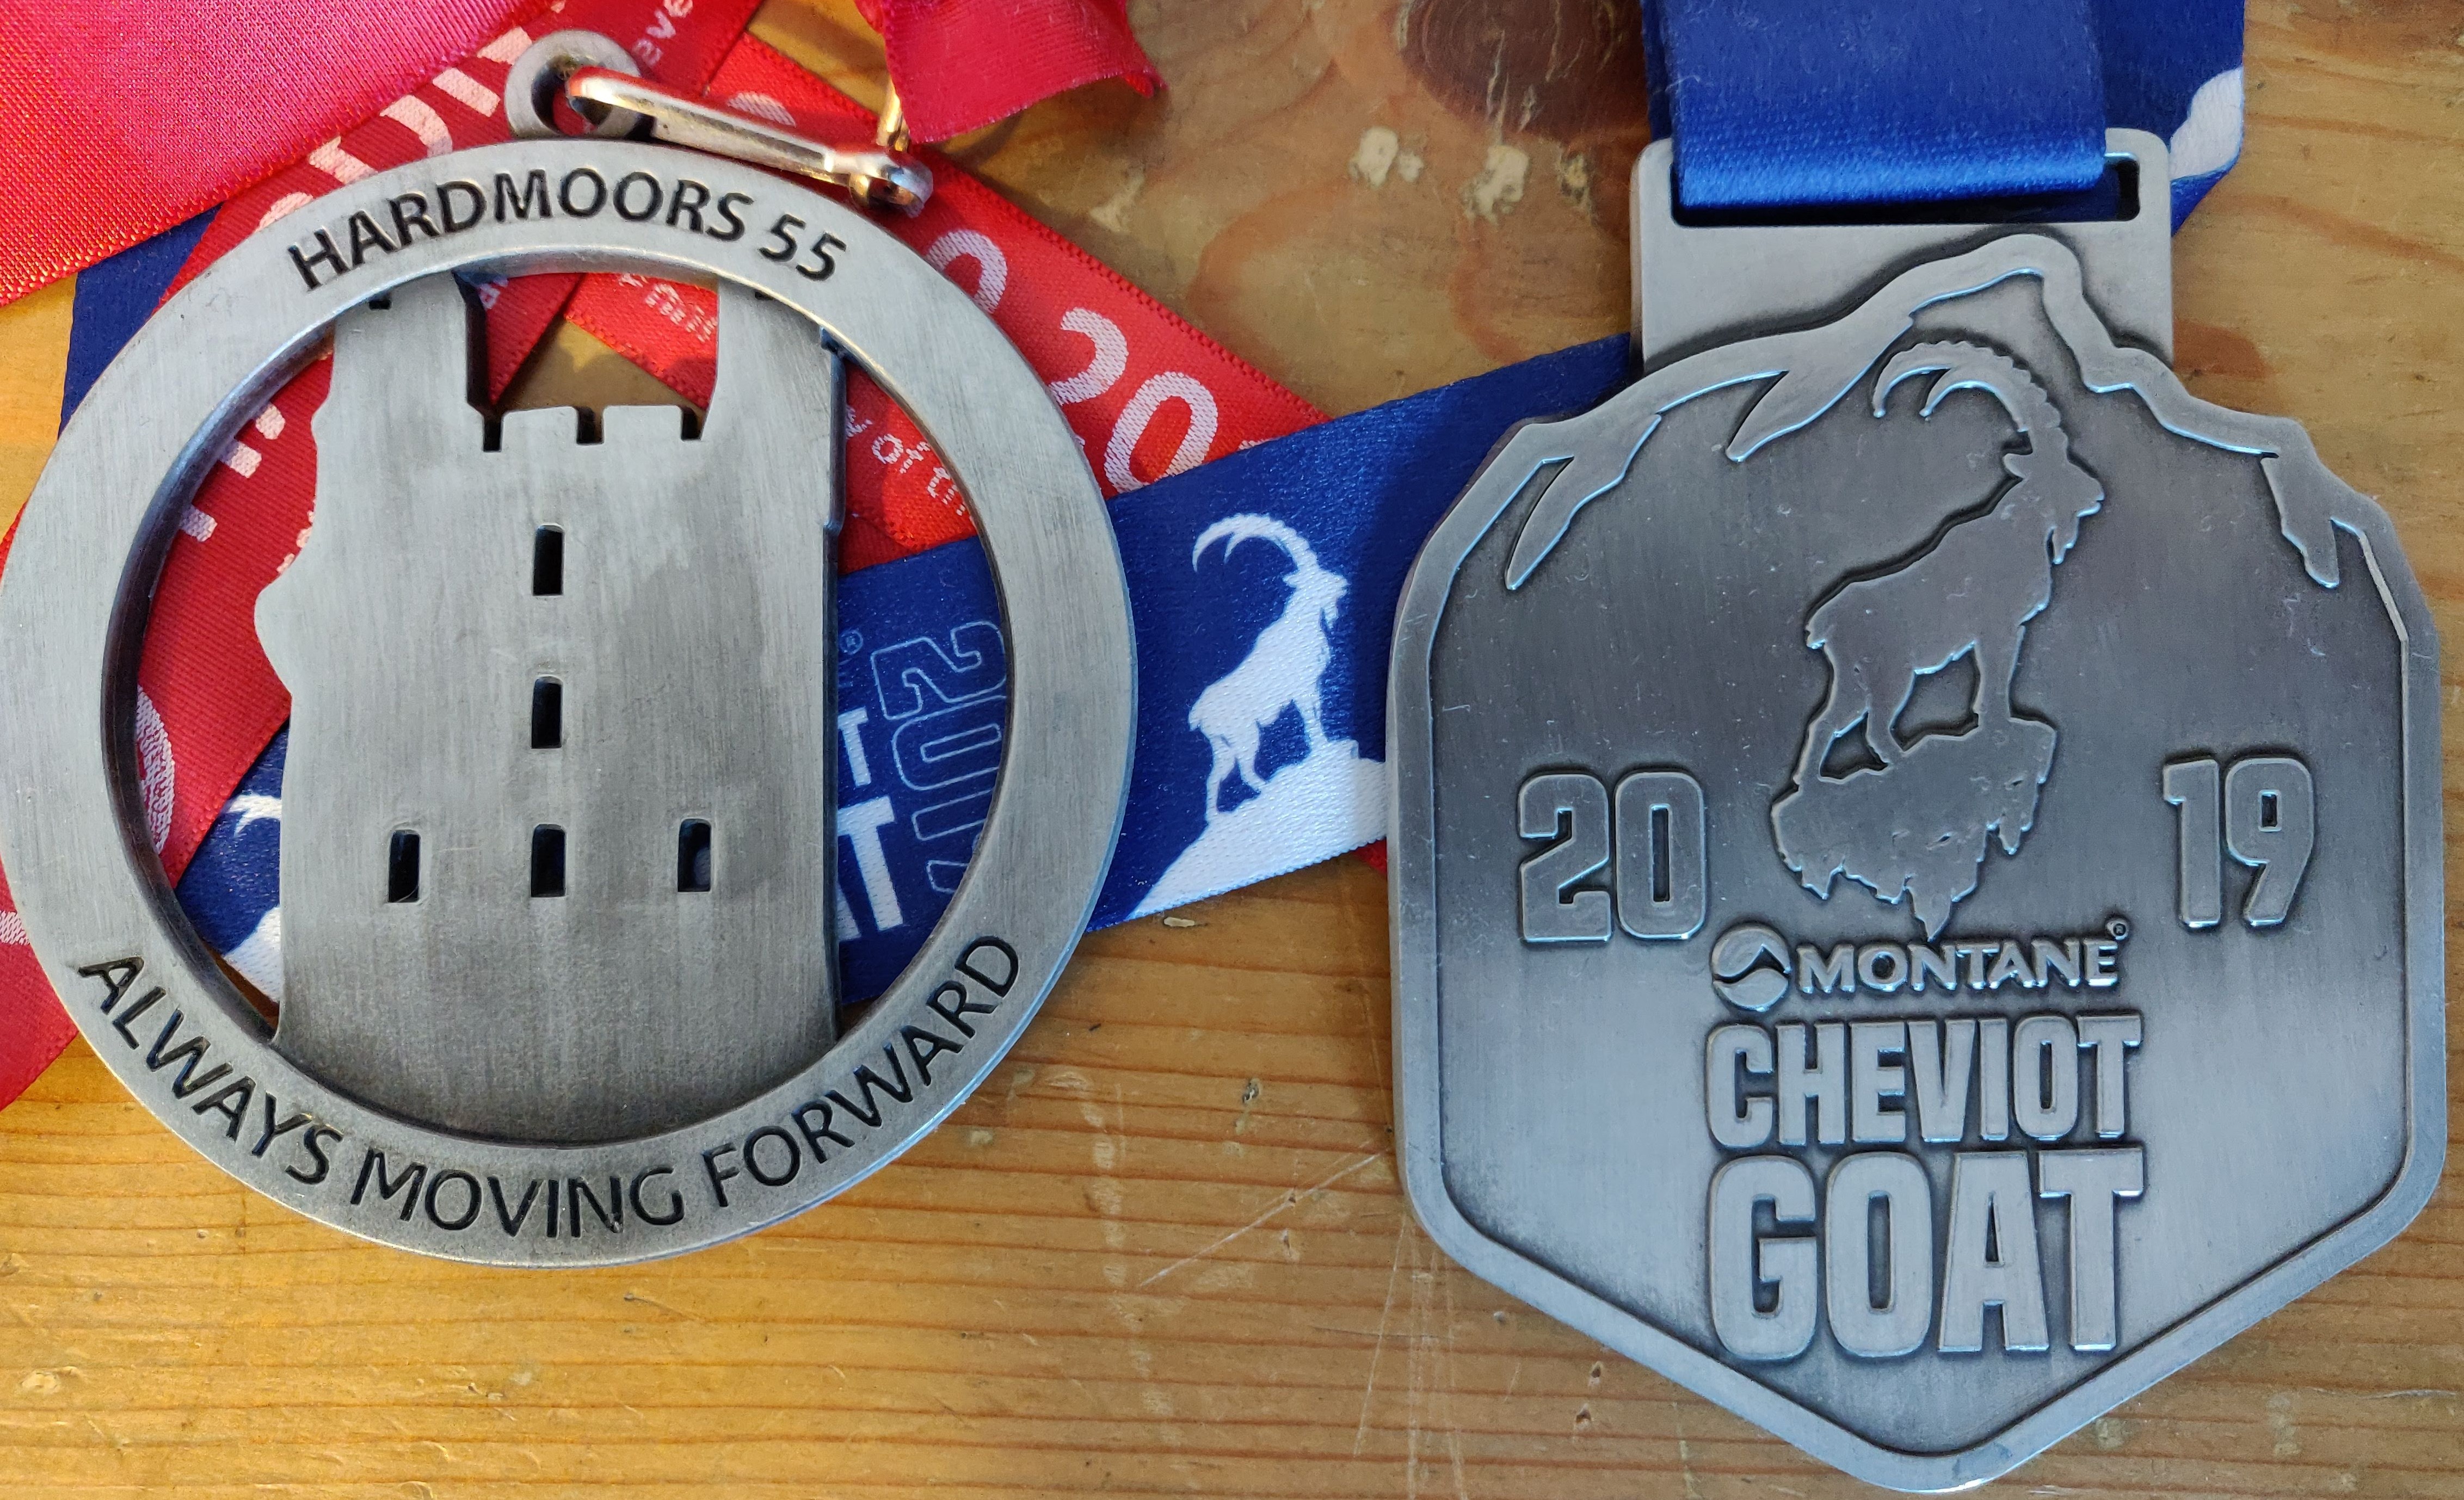 HARDMOORS 55
ALWAYS MOVING FORWARD
20 19
MONTANE®
CHEVIOT
GOAT